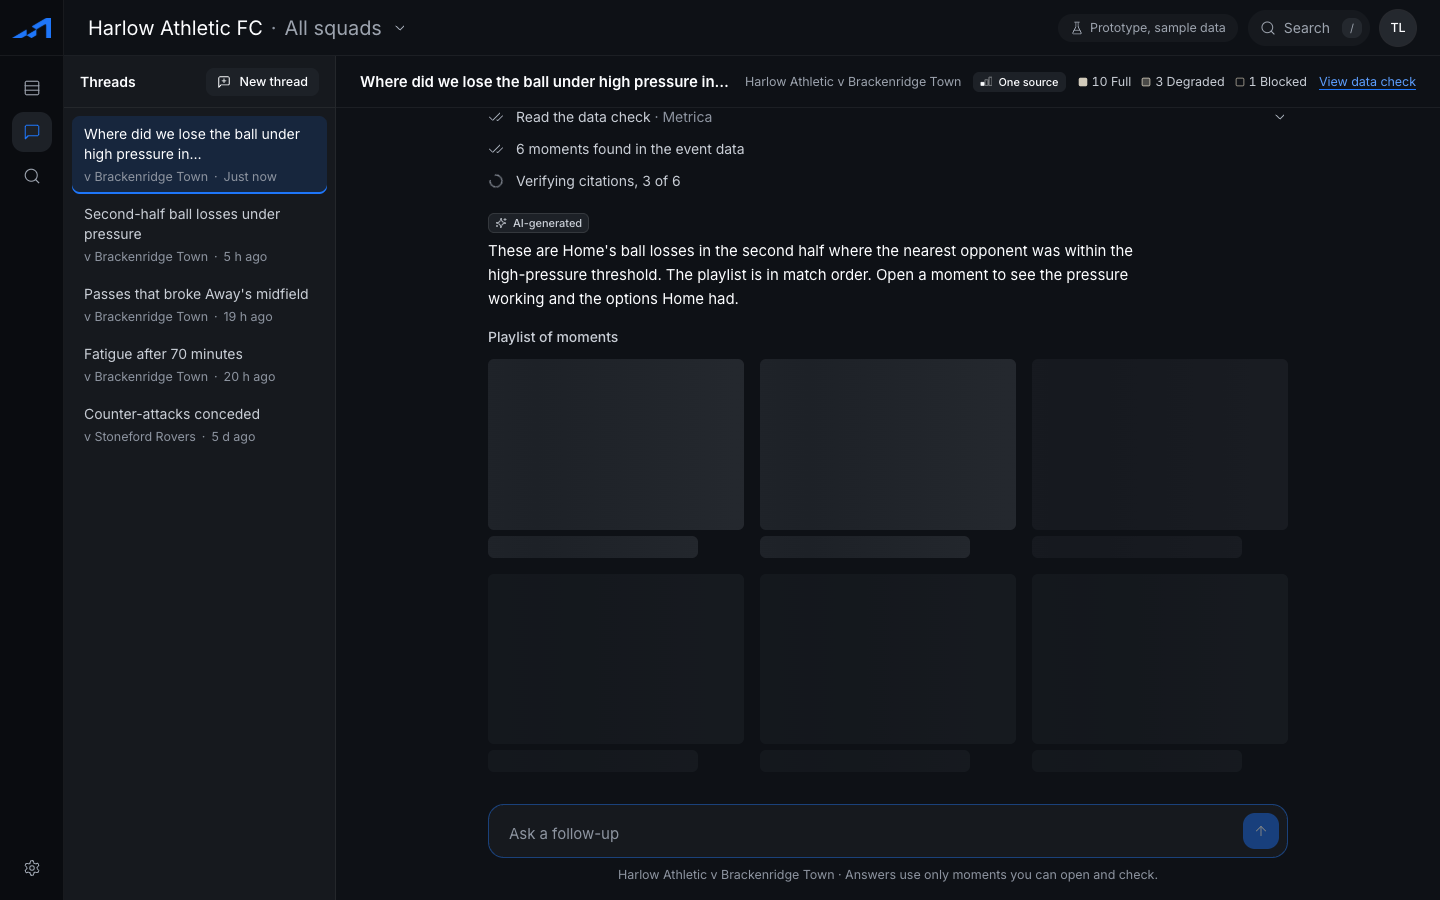 Harlow Athletic FC · All squads
Prototype, sample data
Search /
TL
Threads
New thread
Where did we lose the ball under high pressure in...
v Brackenridge Town · Just now
Second-half ball losses under pressure
v Brackenridge Town · 5 h ago
Passes that broke Away's midfield
v Brackenridge Town · 19 h ago
Fatigue after 70 minutes
v Brackenridge Town · 20 h ago
Counter-attacks conceded
v Stoneford Rovers · 5 d ago
Where did we lose the ball under high pressure in...
Harlow Athletic v Brackenridge Town
One source
10 Full
3 Degraded
1 Blocked
View data check
Read the data check · Metrica
6 moments found in the event data
Verifying citations, 3 of 6
AI-generated
These are Home's ball losses in the second half where the nearest opponent was within the
high-pressure threshold. The playlist is in match order. Open a moment to see the pressure
working and the options Home had.
Playlist of moments
Ask a follow-up
Harlow Athletic v Brackenridge Town · Answers use only moments you can open and check.